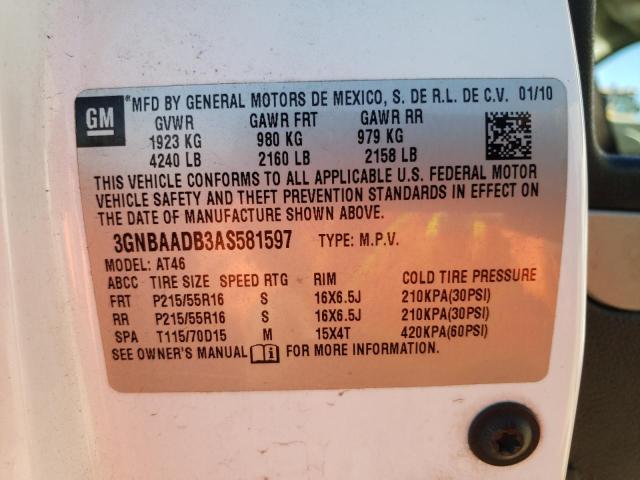 GM
*MFD BY GENERAL MOTORS DE MEXICO, S. DE R.L. DE C.V. 01/10
GVWR GAWR FRT GAWR RR
1923 KG 980 KG 979 KG
4240 LB 2160 LB 2158 LB
THIS VEHICLE CONFORMS TO ALL APPLICABLE U.S. FEDERAL MOTOR
VEHICLE SAFETY AND THEFT PREVENTION STANDARDS IN EFFECT ON
THE DATE OF MANUFACTURE SHOWN ABOVE.
3GNBAADB3AS581597 TYPE: M.P.V.
MODEL: AT46
ABCC TIRE SIZE SPEED RTG RIM COLD TIRE PRESSURE
FRT P215/55R16 S 16X6.5J 210KPA(30PSI)
RR P215/55R16 S 16X6.5J 210KPA(30PSI)
SPA T115/70D15 M 15X4T 420KPA(60PSI)
SEE OWNER'S MANUAL FOR MORE INFORMATION.